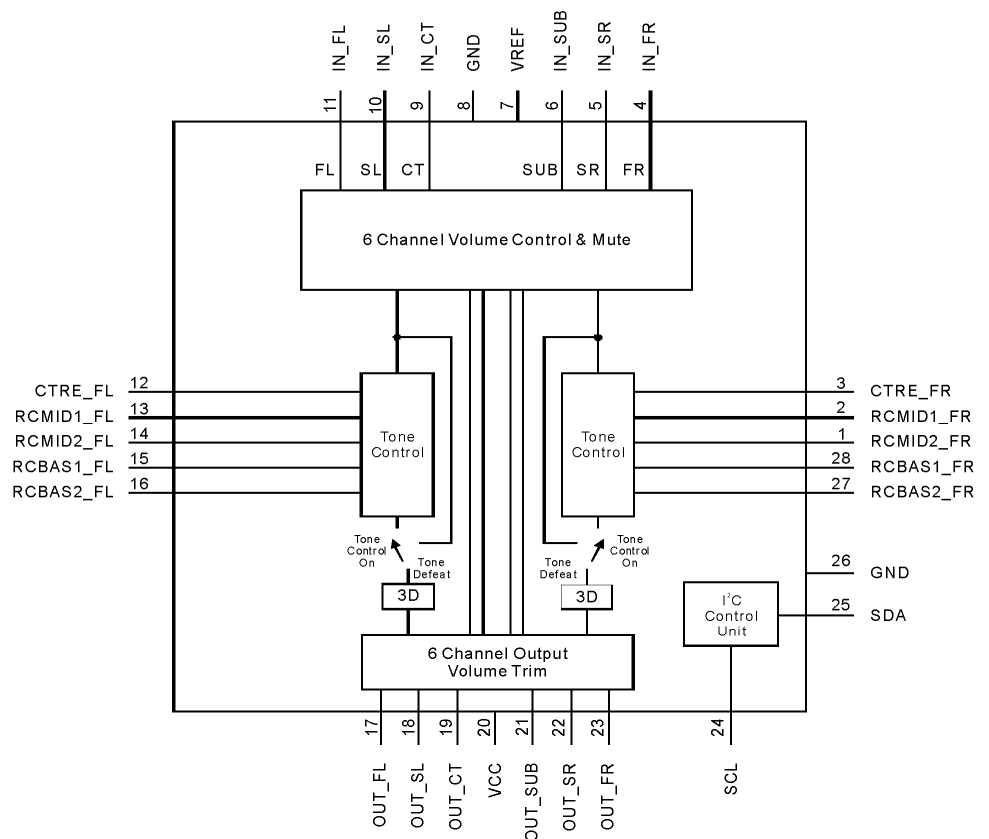 IN_FL
IN_SL
IN_CT
GND
VREF
IN_SUB
IN_SR
IN_FR
11
10
9
8
7
6
5
4
FL
SL
CT
SUB
SR
FR
6 Channel Volume Control & Mute
CTRE_FL
12
RCMID1_FL
13
RCMID2_FL
14
RCBAS1_FL
15
RCBAS2_FL
16
Tone
Control
Tone
Control
3
CTRE_FR
2
RCMID1_FR
1
RCMID2_FR
28
RCBAS1_FR
27
RCBAS2_FR
Tone
Control
On
Tone
Defeat
Tone
Defeat
Tone
Control
On
3D
3D
26
GND
25
SDA
I²C
Control
Unit
6 Channel Output
Volume Trim
17
18
19
20
21
22
23
24
OUT_FL
OUT_SL
OUT_CT
VCC
OUT_SUB
OUT_SR
OUT_FR
SCL